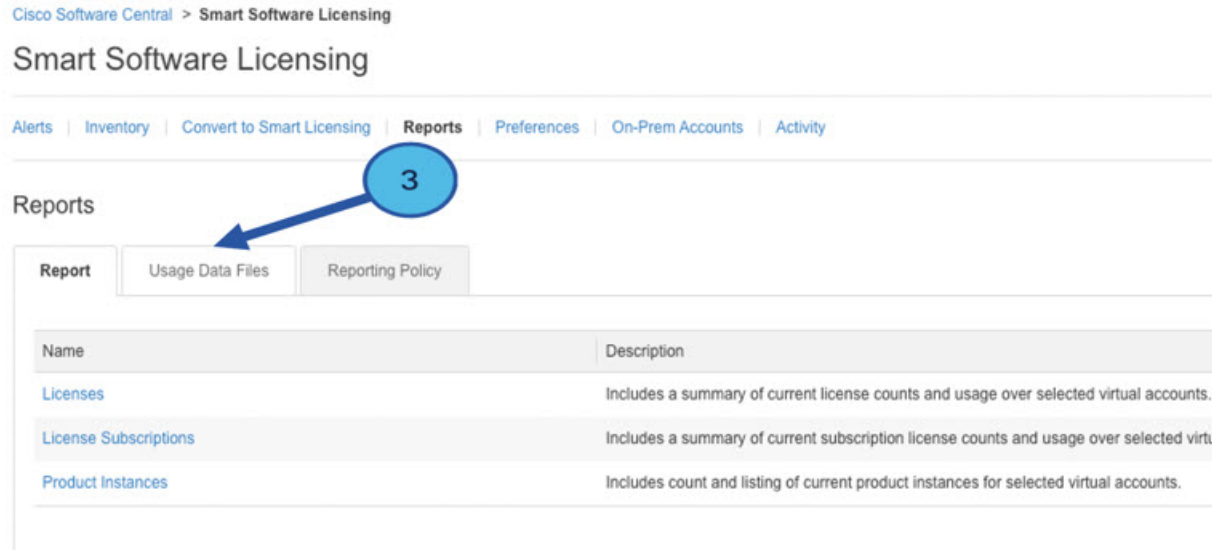 Cisco Software Central > Smart Software Licensing
Smart Software Licensing
Alerts | Inventory | Convert to Smart Licensing | Reports | Preferences | On-Prem Accounts | Activity
3
Reports
Report Usage Data Files Reporting Policy
Name Description
Licenses Includes a summary of current license counts and usage over selected virtual accounts.
License Subscriptions Includes a summary of current subscription license counts and usage over selected
Product Instances Includes count and listing of current product instances for selected virtual accounts.